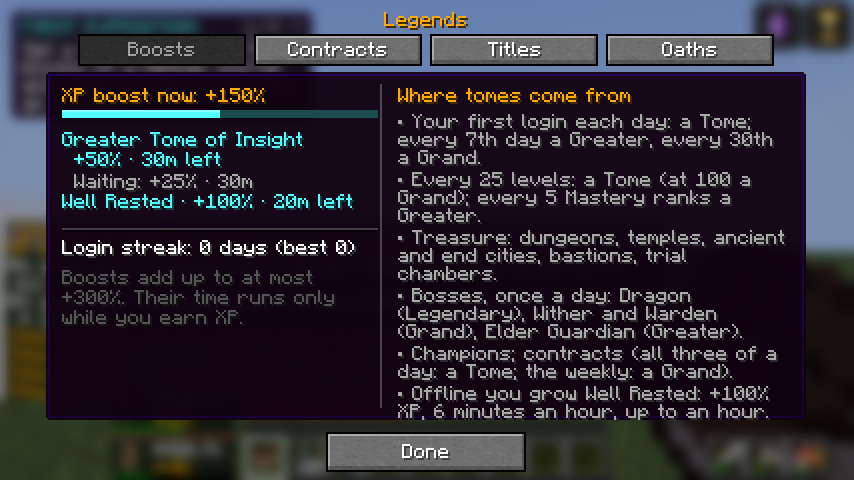 Legends
Boosts
Contracts
Titles
Oaths
XP boost now: +150%
Greater Tome of Insight
+50% · 30m left
Waiting: +25% · 30m
Well Rested · +100% · 20m left
Login streak: 0 days (best 0)
Boosts add up to at most
+300%. Their time runs only
while you earn XP.
Where tomes come from
• Your first login each day: a Tome;
every 7th day a Greater, every 30th
a Grand.
• Every 25 levels: a Tome (at 100 a
Grand); every 5 Mastery ranks a
Greater.
• Treasure: dungeons, temples, ancient
and end cities, bastions, trial
chambers.
• Bosses, once a day: Dragon
(Legendary), Wither and Warden
(Grand), Elder Guardian (Greater).
• Champions; contracts (all three of a
day: a Tome; the weekly: a Grand).
• Offline you grow Well Rested: +100%
XP, 6 minutes an hour, up to an hour.
Done